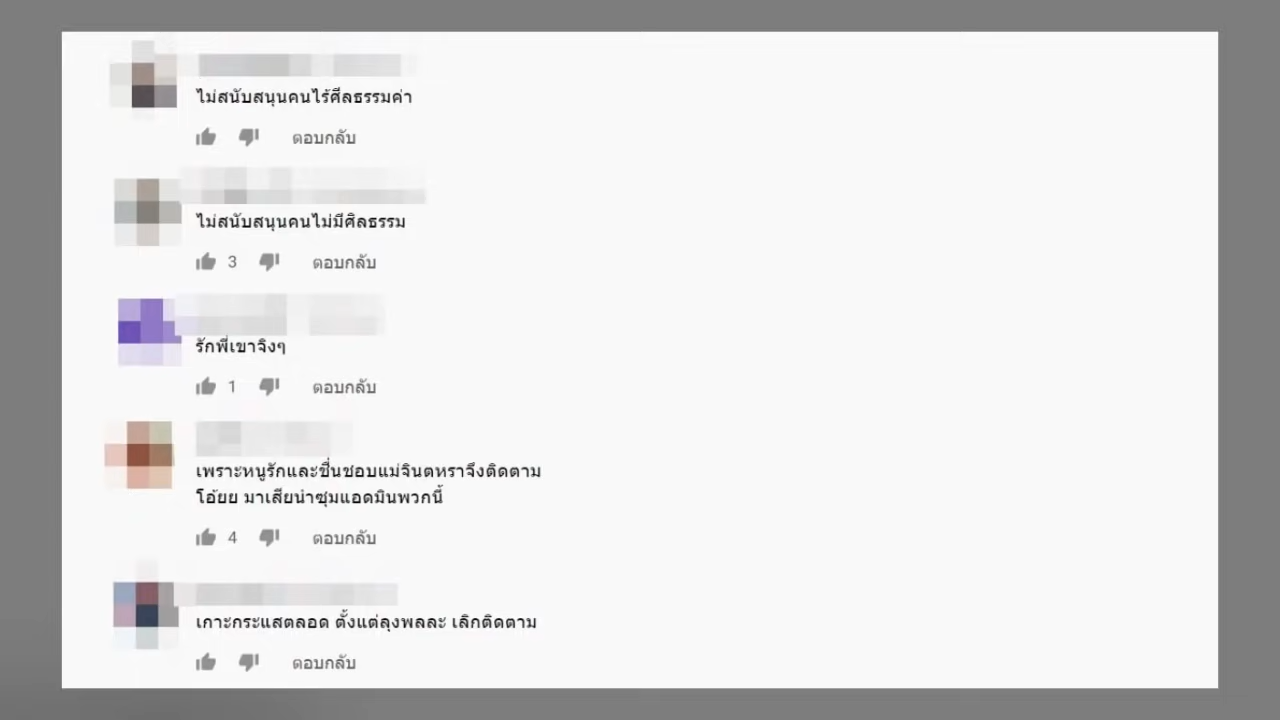 ไม่สนับสนุนคนไร้ศีลธรรมค่า
ตอบกลับ
ไม่สนับสนุนคนไม่มีศิลธรรม
3 ตอบกลับ
รักพี่เขาจิงๆ
1 ตอบกลับ
เพราะหนูรักและชื่นชอบแม่จินตหราจึงติดตาม
โอ้ยย มาเสียนำซุมแอดมินพวกนี้
4 ตอบกลับ
เกาะกระแสตลอด ตั้งแต่ลุงพลละ เลิกติดตาม
ตอบกลับ